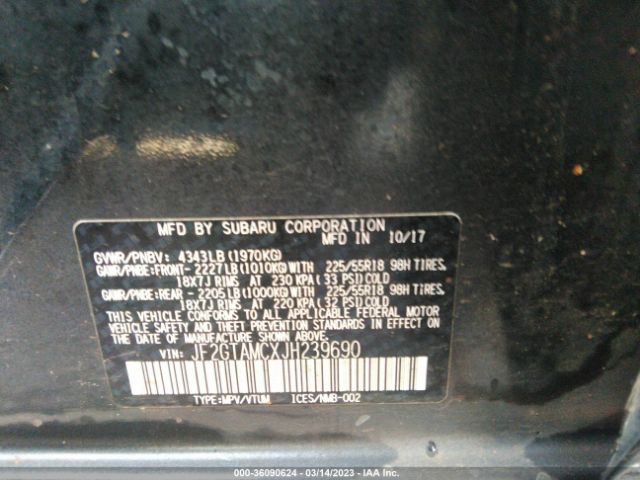 MFD BY SUBARU CORPORATION
MFD IN 10/17
GVWR/PNBV: 4343LB (1970KG)
GAWR/PNBE:FRONT- 2227LB(1010KG)WITH 225/55R18 98H TIRES.
18X7J RIMS AT 230 KPA(33 PSI)COLD
GAWR/PNBE:REAR - 2205LB(1000KG)WITH 225/55R18 98H TIRES.
18X7J RIMS AT 220 KPA(32 PSI)COLD
THIS VEHICLE CONFORMS TO ALL APPLICABLE FEDERAL MOTOR
VEHICLE SAFETY AND THEFT PREVENTION STANDARDS IN EFFECT
ON THE DATE OF MANUFACTURE SHOWN ABOVE.
VIN: JF2GTAMCXJH239690
TYPE:MPV/VTUM ICES/NMB-002
000-36090624 - 03/14/2023 - IAA Inc.